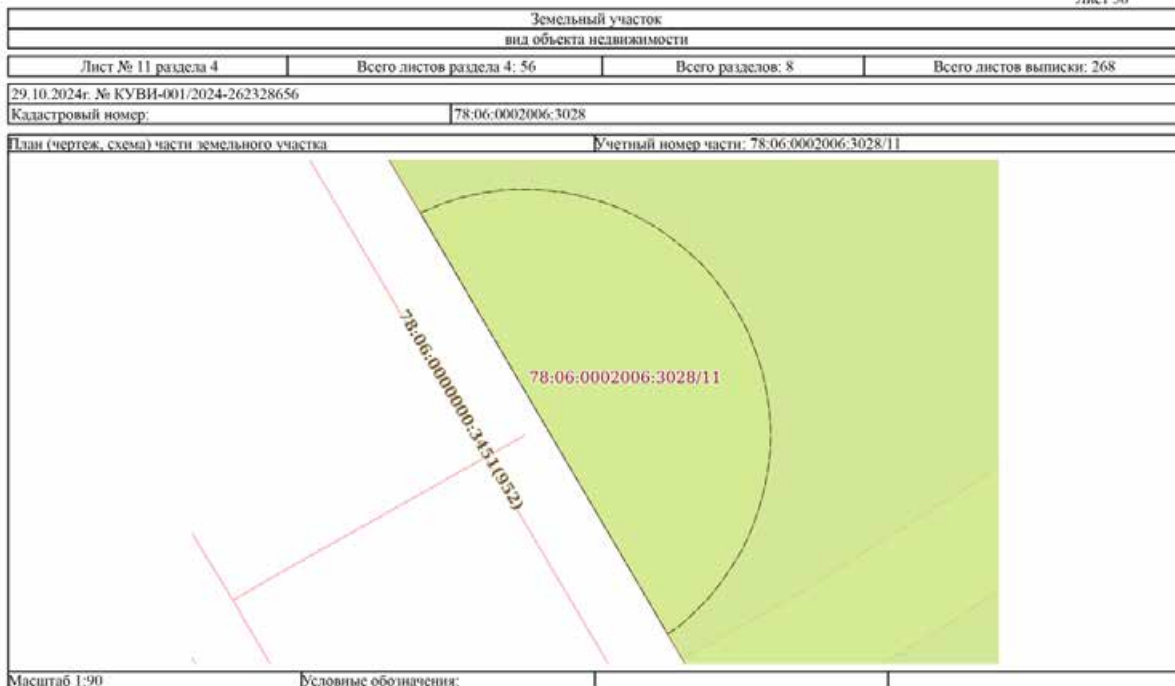 Земельный участок
вид объекта недвижимости
Лист № 11 раздела 4 Всего листов раздела 4: 56 Всего разделов: 8 Всего листов выписки: 268
29.10.2024г. № КУВИ-001/2024-262328656
Кадастровый номер: 78:06:0002006:3028
План (чертеж, схема) части земельного участка Учетный номер части: 78:06:0002006:3028/11
78:06:0002006:3028/11
78:06:0000000:3451(952)
Масштаб 1:90 Условные обозначения: